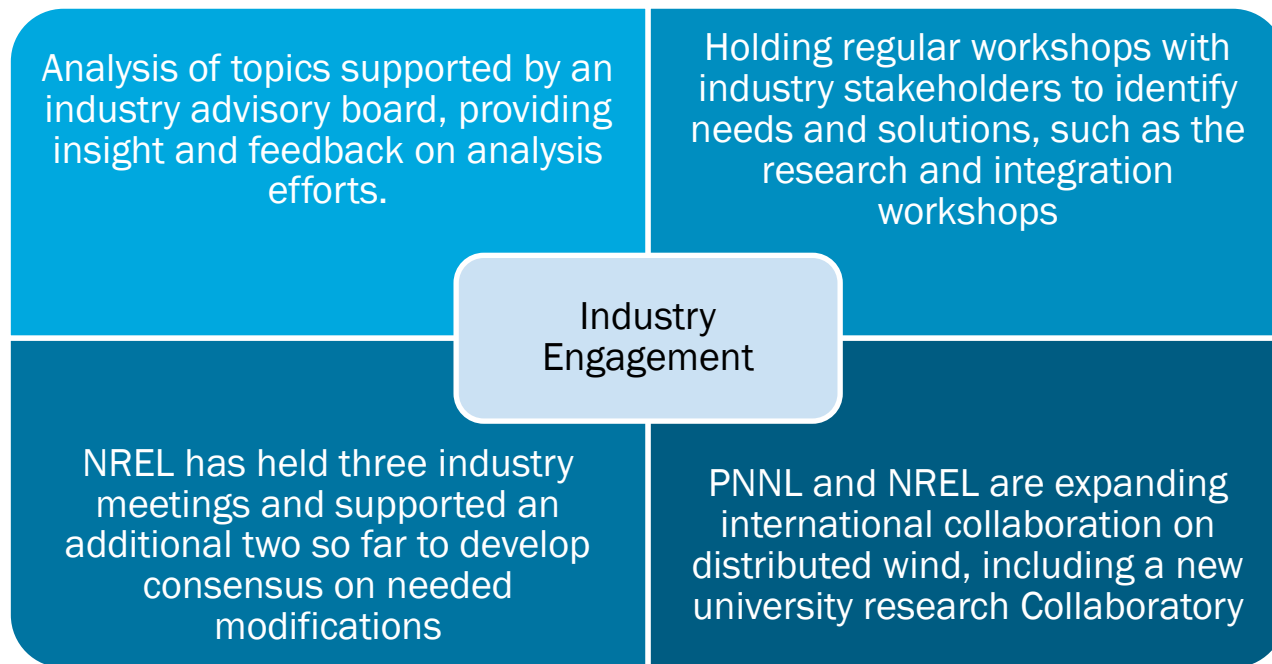 Analysis of topics supported by an
industry advisory board, providing
insight and feedback on analysis
efforts.
Holding regular workshops with
industry stakeholders to identify
needs and solutions, such as the
research and integration
workshops
Industry
Engagement
NREL has held three industry
meetings and supported an
additional two so far to develop
consensus on needed
modifications
PNNL and NREL are expanding
international collaboration on
distributed wind, including a new
university research Collaboratory